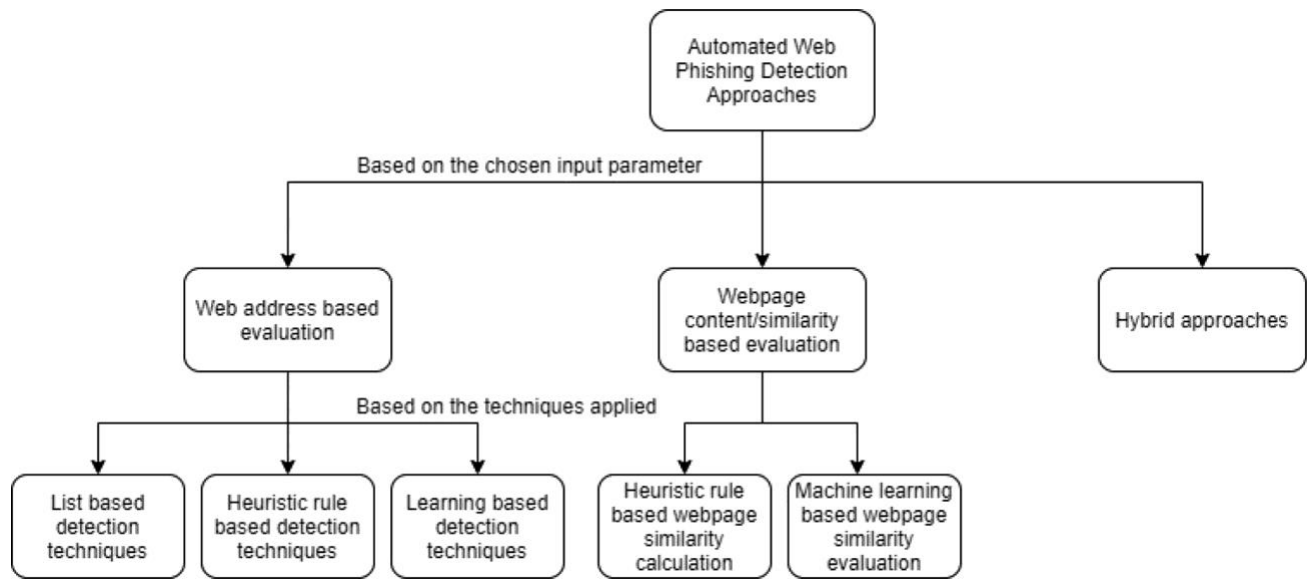 Automated Web
Phishing Detection
Approaches
Based on the chosen input parameter
Web address based
evaluation
Webpage
content/similarity
based evaluation
Hybrid approaches
Based on the techniques applied
List based
detection
techniques
Heuristic rule
based detection
techniques
Learning based
detection
techniques
Heuristic rule
based webpage
similarity
calculation
Machine learning
based webpage
similarity
evaluation